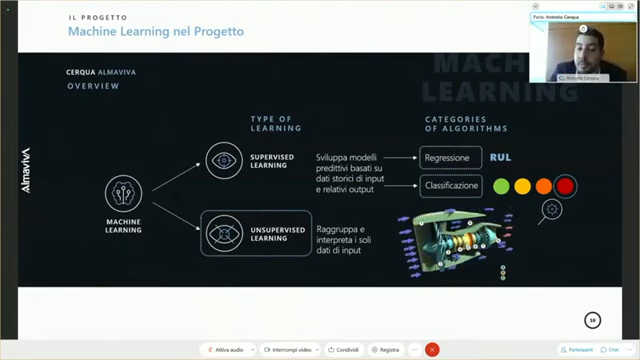 IL PROGETTO
Machine Learning nel Progetto
Parla: Antonio Cerqua
Antonio Cerqua
CERQUA ALMAVIVA
OVERVIEW
MACHINE
LEARNING
TYPE OF
LEARNING
CATEGORIES
OF ALGORITHMS
AlmavivA
MACHINE
LEARNING
SUPERVISED
LEARNING
Sviluppa modelli
predittivi basati su
dati storici di input
e relativi output
Regressione
RUL
Classificazione
UNSUPERVISED
LEARNING
Raggruppa e
interpreta i soli
dati di input
16
Attiva audio
Interrompi video
Condividi
Registra
Partecipanti
Chat